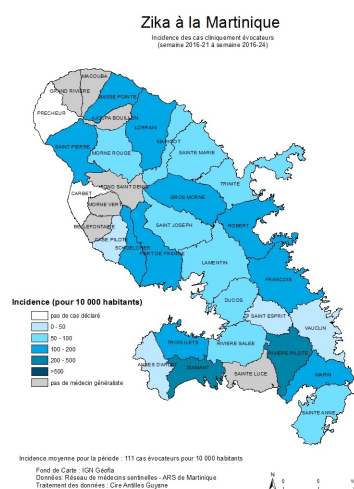 Zika à la Martinique
Incidence des cas cliniquement évocateurs
(semaine 2016-21 à semaine 2016-24)
MACOUBA
GRAND RIVIERE
BASSE POINTE
PRECHEUR
AJOUPA BOUILLON
LORRAIN
MARIGOT
SAINT PIERRE
MORNE ROUGE
SAINTE MARIE
TRINITE
CARBET
FOND SAINT DENIS
GROS MORNE
MORNE VERT
BELLEFONTAINE
SAINT JOSEPH
ROBERT
CASE PILOTE
SCHOELCHER
FORT DE FRANCE
LAMENTIN
FRANCOIS
DUCOS
SAINT ESPRIT
VAUCLIN
TROIS ILETS
RIVIERE SALEE
RIVIERE PILOTE
ANSES D'ARLET
DIAMANT
SAINTE LUCE
MARIN
SAINTE ANNE
Incidence (pour 10 000 habitants)
pas de cas déclaré
0 - 50
50 - 100
100 - 200
200 - 500
>500
pas de médecin généraliste
Incidence moyenne pour la période : 111 cas évocateurs pour 10 000 habitants
Fond de Carte : IGN Géofla
Données: Réseau de médecins sentinelles - ARS de Martinique
Traitement des données : Cire Antilles Guyane
N
0
5
9